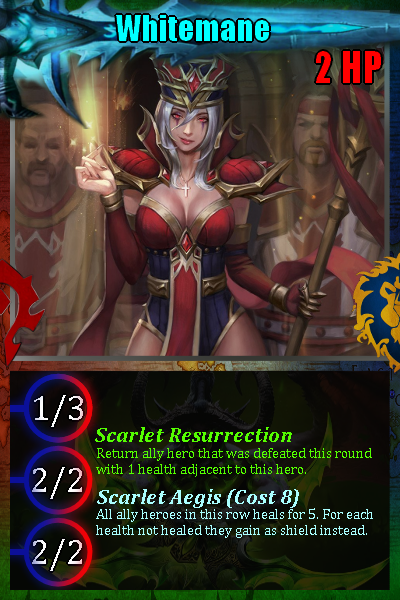 Whitemane
2 HP
1/3
Scarlet Resurrection
Return ally hero that was defeated this round
with 1 health adjacent to this hero.
2/2
Scarlet Aegis (Cost 8)
All ally heroes in this row heals for 5. For each
health not healed they gain as shield instead.
2/2